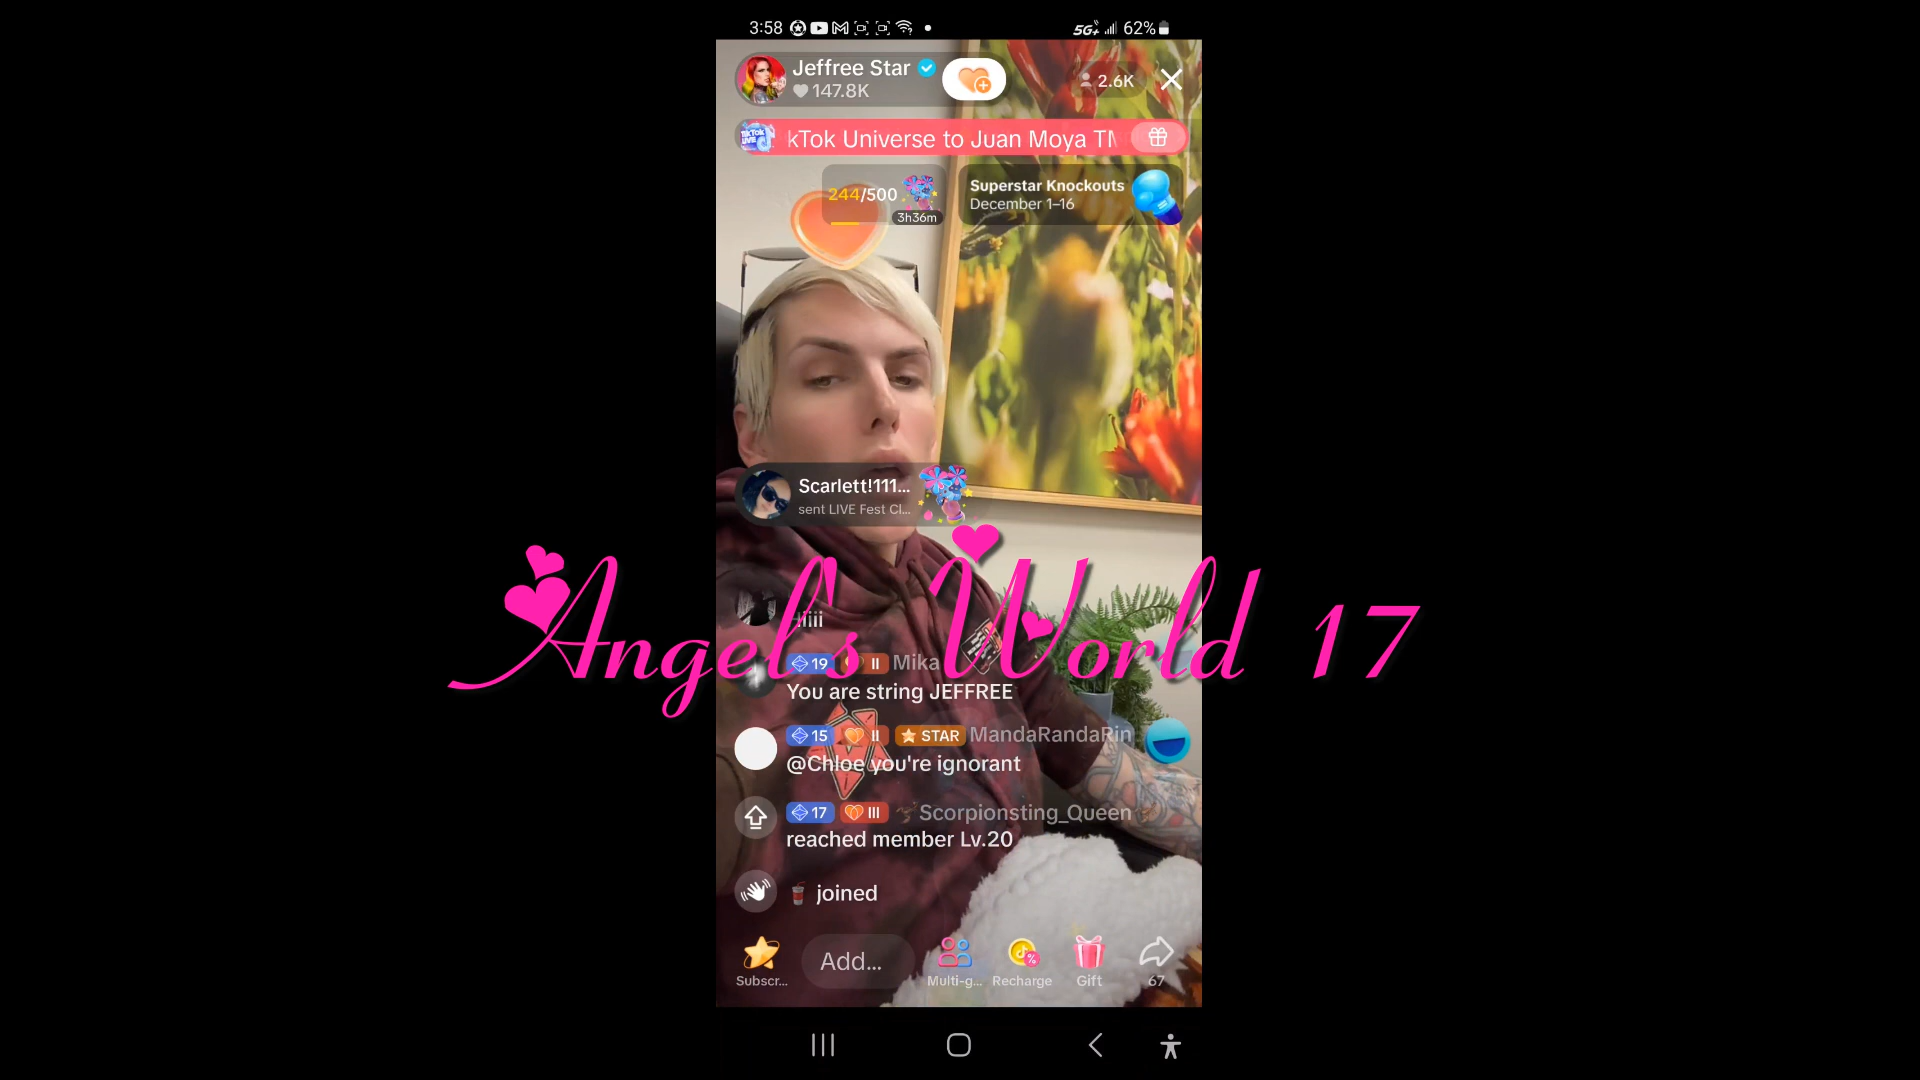 3:58
5G+ 62%
Jeffree Star
147.8K
2.6K
kTok Universe to Juan Moya
244/500
3h36m
Superstar Knockouts
December 1–16
Scarlett!111...
sent LIVE Fest Cl...
Angel's World 17
19 II Mika
You are string JEFFREE
15 II STAR MandaRandaRin
@Chloe you're ignorant
17 III Scorpionsting_Queen
reached member Lv.20
joined
Add...
Subscr...
Multi-g...
Recharge
Gift
67